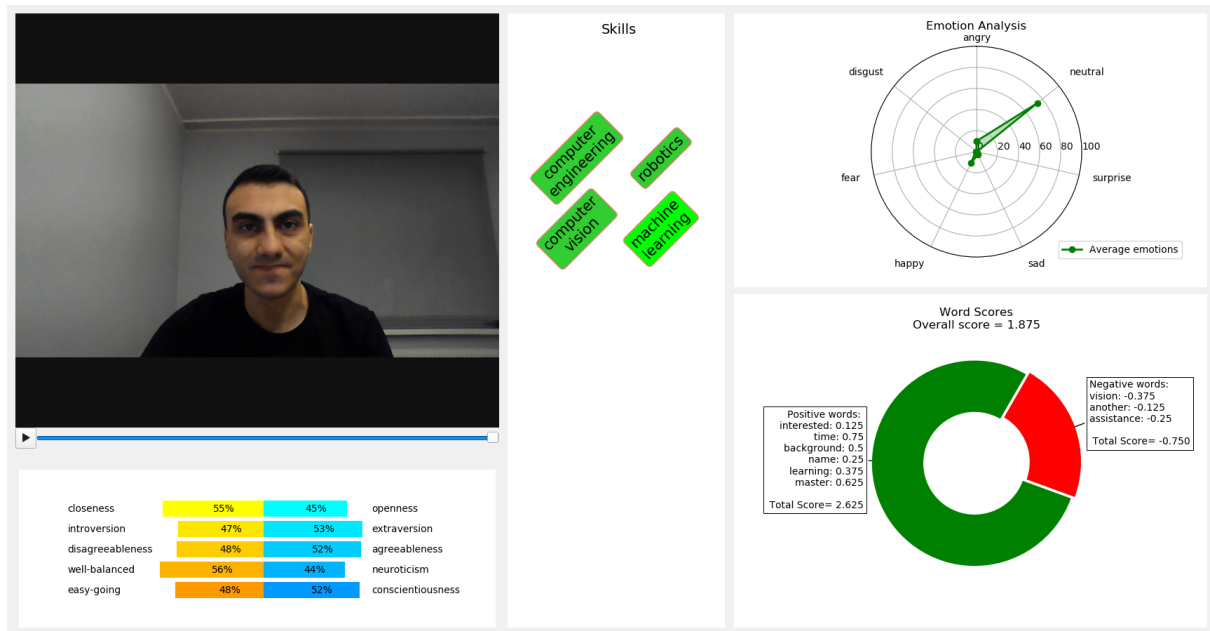 Skills
computer
engineering
robotics
computer
vision
machine
learning
Emotion Analysis
angry
disgust
neutral
20 40 60 80 100
fear
surprise
happy
sad
Average emotions
Word Scores
Overall score = 1.875
Positive words:
interested: 0.125
time: 0.75
background: 0.5
name: 0.25
learning: 0.375
master: 0.625
Total Score= 2.625
Negative words:
vision: -0.375
another: -0.125
assistance: -0.25
Total Score= -0.750
closeness 55% 45% openness
introversion 47% 53% extraversion
disagreeableness 48% 52% agreeableness
well-balanced 56% 44% neuroticism
easy-going 48% 52% conscientiousness